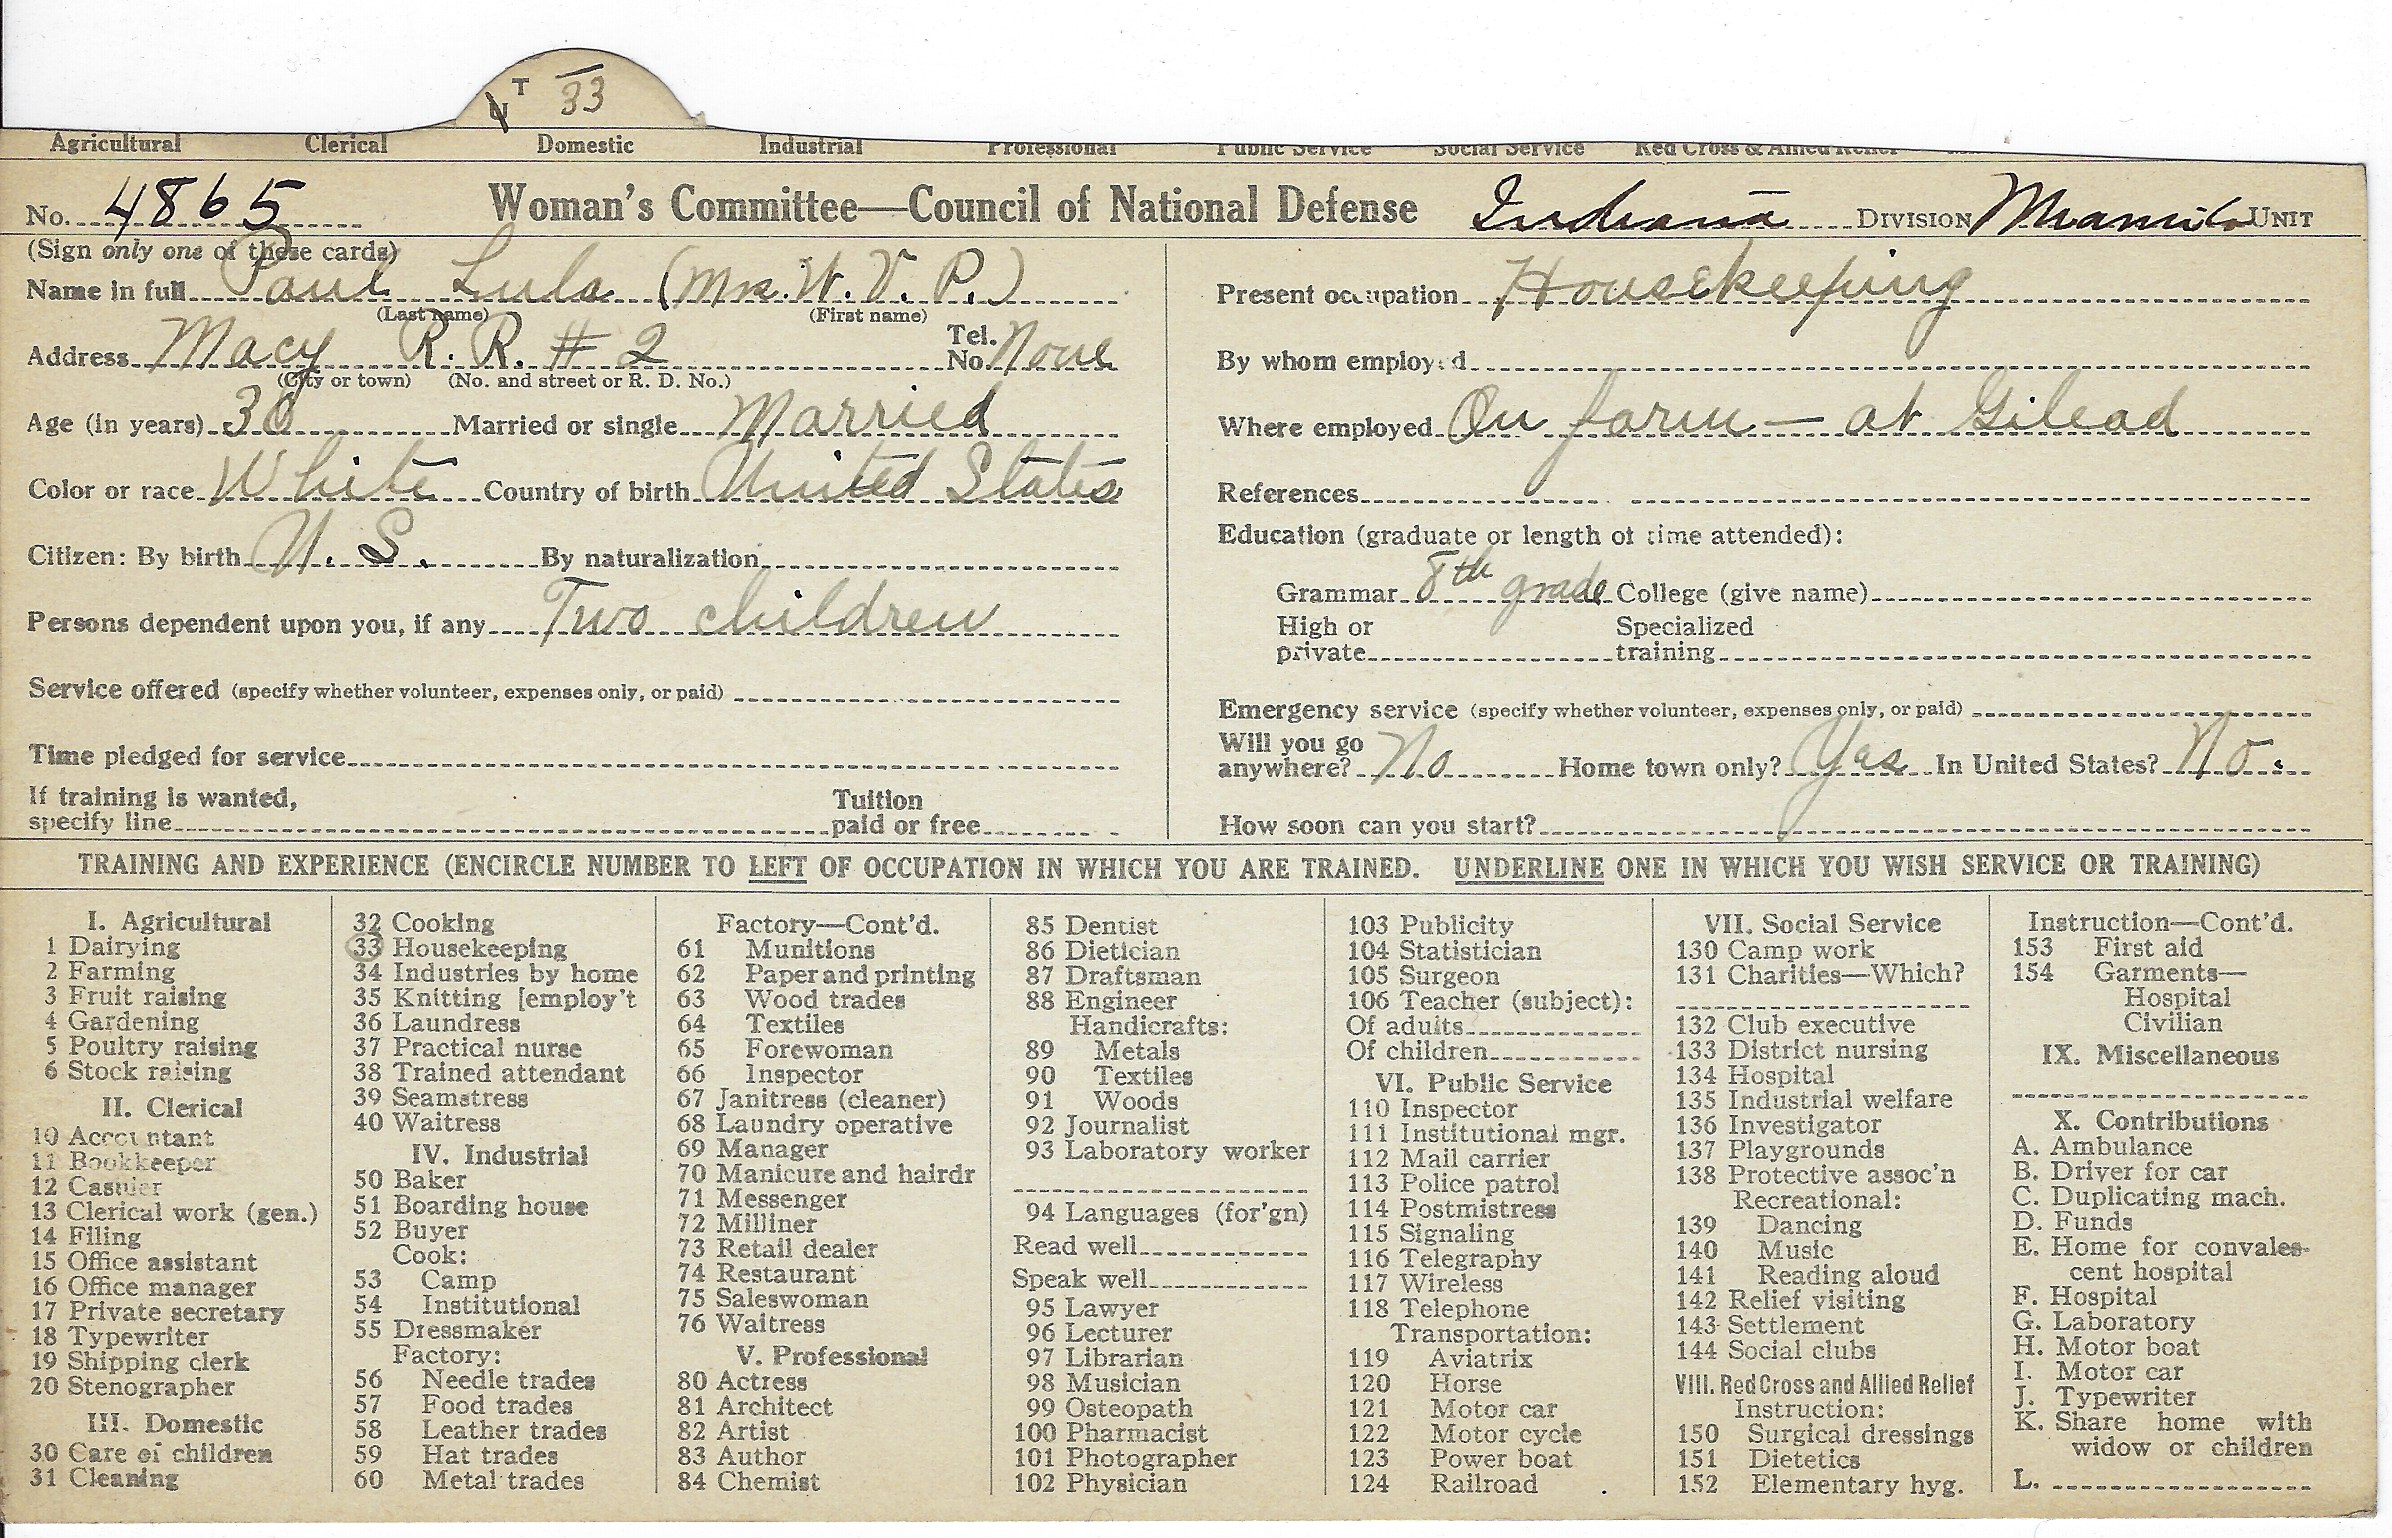 T 33
U
Agricultural Clerical Domestic Industrial Professional Public Service Social Service Red Cross & Allied Relief
No. 4865 Woman's Committee—Council of National Defense Indiana DIVISION Miami Co UNIT
(Sign only one of these cards)
Name in full Paul Lula (Mrs. W. V. P.)
(Last name) (First name)
Address Macy R. R. # 2 Tel. No. None
(City or town) (No. and street or R. D. No.)
Age (in years) 36 Married or single Married
Color or race White Country of birth United States
Citizen: By birth U. S. By naturalization
Persons dependent upon you, if any Two children
Service offered (specify whether volunteer, expenses only, or paid)
Time pledged for service
If training is wanted, specify line Tuition paid or free
Present occupation Housekeeping
By whom employed
Where employed On farm — at Gilead
References
Education (graduate or length of time attended):
Grammar 8th grade College (give name)
High or private Specialized training
Emergency service (specify whether volunteer, expenses only, or paid)
Will you go anywhere? No Home town only? Yes In United States? No.
How soon can you start?
TRAINING AND EXPERIENCE (ENCIRCLE NUMBER TO LEFT OF OCCUPATION IN WHICH YOU ARE TRAINED. UNDERLINE ONE IN WHICH YOU WISH SERVICE OR TRAINING)
I. Agricultural
1 Dairying
2 Farming
3 Fruit raising
4 Gardening
5 Poultry raising
6 Stock raising
II. Clerical
10 Accountant
11 Bookkeeper
12 Cashier
13 Clerical work (gen.)
14 Filing
15 Office assistant
16 Office manager
17 Private secretary
18 Typewriter
19 Shipping clerk
20 Stenographer
III. Domestic
30 Care of children
31 Cleaning
32 Cooking
33 Housekeeping
34 Industries by home
35 Knitting [employ't
36 Laundress
37 Practical nurse
38 Trained attendant
39 Seamstress
40 Waitress
IV. Industrial
50 Baker
51 Boarding house
52 Buyer
Cook:
53 Camp
54 Institutional
55 Dressmaker
Factory:
56 Needle trades
57 Food trades
58 Leather trades
59 Hat trades
60 Metal trades
Factory—Cont'd.
61 Munitions
62 Paper and printing
63 Wood trades
64 Textiles
65 Forewoman
66 Inspector
67 Janitress (cleaner)
68 Laundry operative
69 Manager
70 Manicure and hairdr
71 Messenger
72 Milliner
73 Retail dealer
74 Restaurant
75 Saleswoman
76 Waitress
V. Professional
80 Actress
81 Architect
82 Artist
83 Author
84 Chemist
85 Dentist
86 Dietician
87 Draftsman
88 Engineer
Handicrafts:
89 Metals
90 Textiles
91 Woods
92 Journalist
93 Laboratory worker
94 Languages (for'gn)
Read well
Speak well
95 Lawyer
96 Lecturer
97 Librarian
98 Musician
99 Osteopath
100 Pharmacist
101 Photographer
102 Physician
103 Publicity
104 Statistician
105 Surgeon
106 Teacher (subject):
Of adults
Of children
VI. Public Service
110 Inspector
111 Institutional mgr.
112 Mail carrier
113 Police patrol
114 Postmistress
115 Signaling
116 Telegraphy
117 Wireless
118 Telephone
Transportation:
119 Aviatrix
120 Horse
121 Motor car
122 Motor cycle
123 Power boat
124 Railroad
VII. Social Service
130 Camp work
131 Charities—Which?
132 Club executive
133 District nursing
134 Hospital
135 Industrial welfare
136 Investigator
137 Playgrounds
138 Protective assoc'n
Recreational:
139 Dancing
140 Music
141 Reading aloud
142 Relief visiting
143 Settlement
144 Social clubs
VIII. Red Cross and Allied Relief
Instruction:
150 Surgical dressings
151 Dietetics
152 Elementary hyg.
Instruction—Cont'd.
153 First aid
154 Garments—
Hospital
Civilian
IX. Miscellaneous
X. Contributions
A. Ambulance
B. Driver for car
C. Duplicating mach.
D. Funds
E. Home for convales-
cent hospital
F. Hospital
G. Laboratory
H. Motor boat
I. Motor car
J. Typewriter
K. Share home with
widow or children
L.